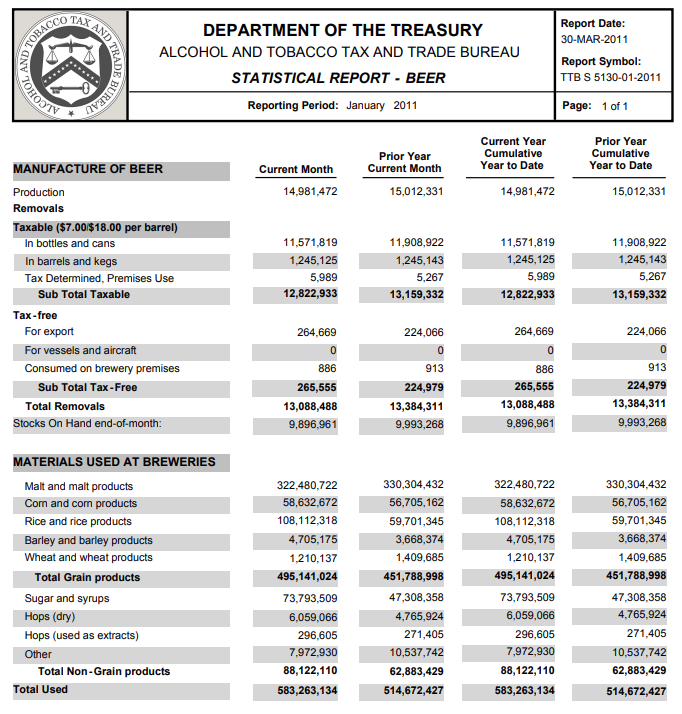 ALCOHOL AND TOBACCO TAX AND TRADE BUREAU
DEPARTMENT OF THE TREASURY
ALCOHOL AND TOBACCO TAX AND TRADE BUREAU
STATISTICAL REPORT - BEER
Reporting Period: January 2011
Report Date:
30-MAR-2011
Report Symbol:
TTB S 5130-01-2011
Page: 1 of 1
MANUFACTURE OF BEER Current Month Prior Year Current Month Current Year Cumulative Year to Date Prior Year Cumulative Year to Date
Production 14,981,472 15,012,331 14,981,472 15,012,331
Removals
Taxable ($7.00/$18.00 per barrel)
In bottles and cans 11,571,819 11,908,922 11,571,819 11,908,922
In barrels and kegs 1,245,125 1,245,143 1,245,125 1,245,143
Tax Determined, Premises Use 5,989 5,267 5,989 5,267
Sub Total Taxable 12,822,933 13,159,332 12,822,933 13,159,332
Tax-free
For export 264,669 224,066 264,669 224,066
For vessels and aircraft 0 0 0 0
Consumed on brewery premises 886 913 886 913
Sub Total Tax-Free 265,555 224,979 265,555 224,979
Total Removals 13,088,488 13,384,311 13,088,488 13,384,311
Stocks On Hand end-of-month: 9,896,961 9,993,268 9,896,961 9,993,268
MATERIALS USED AT BREWERIES
Malt and malt products 322,480,722 330,304,432 322,480,722 330,304,432
Corn and corn products 58,632,672 56,705,162 58,632,672 56,705,162
Rice and rice products 108,112,318 59,701,345 108,112,318 59,701,345
Barley and barley products 4,705,175 3,668,374 4,705,175 3,668,374
Wheat and wheat products 1,210,137 1,409,685 1,210,137 1,409,685
Total Grain products 495,141,024 451,788,998 495,141,024 451,788,998
Sugar and syrups 73,793,509 47,308,358 73,793,509 47,308,358
Hops (dry) 6,059,066 4,765,924 6,059,066 4,765,924
Hops (used as extracts) 296,605 271,405 296,605 271,405
Other 7,972,930 10,537,742 7,972,930 10,537,742
Total Non-Grain products 88,122,110 62,883,429 88,122,110 62,883,429
Total Used 583,263,134 514,672,427 583,263,134 514,672,427